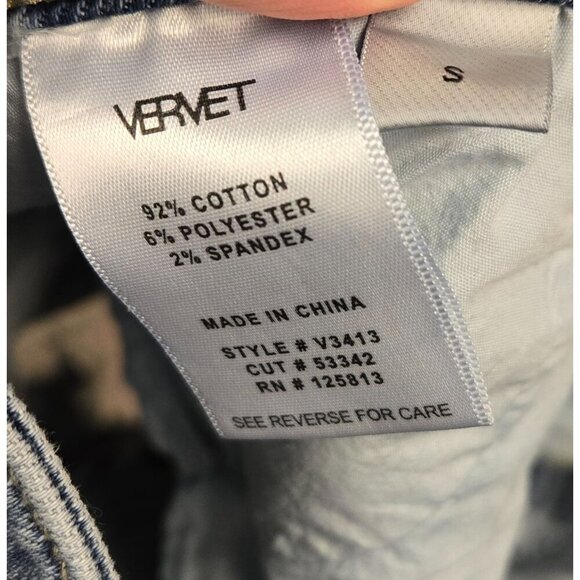 VERVET
S
92% COTTON
6% POLYESTER
2% SPANDEX
MADE IN CHINA
STYLE # V3413
CUT # 53342
RN # 125813
SEE REVERSE FOR CARE